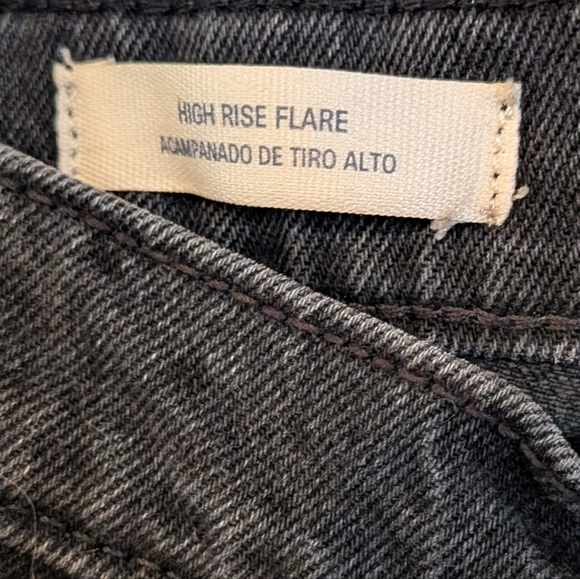 HIGH RISE FLARE
ACAMPANADO DE TIRO ALTO